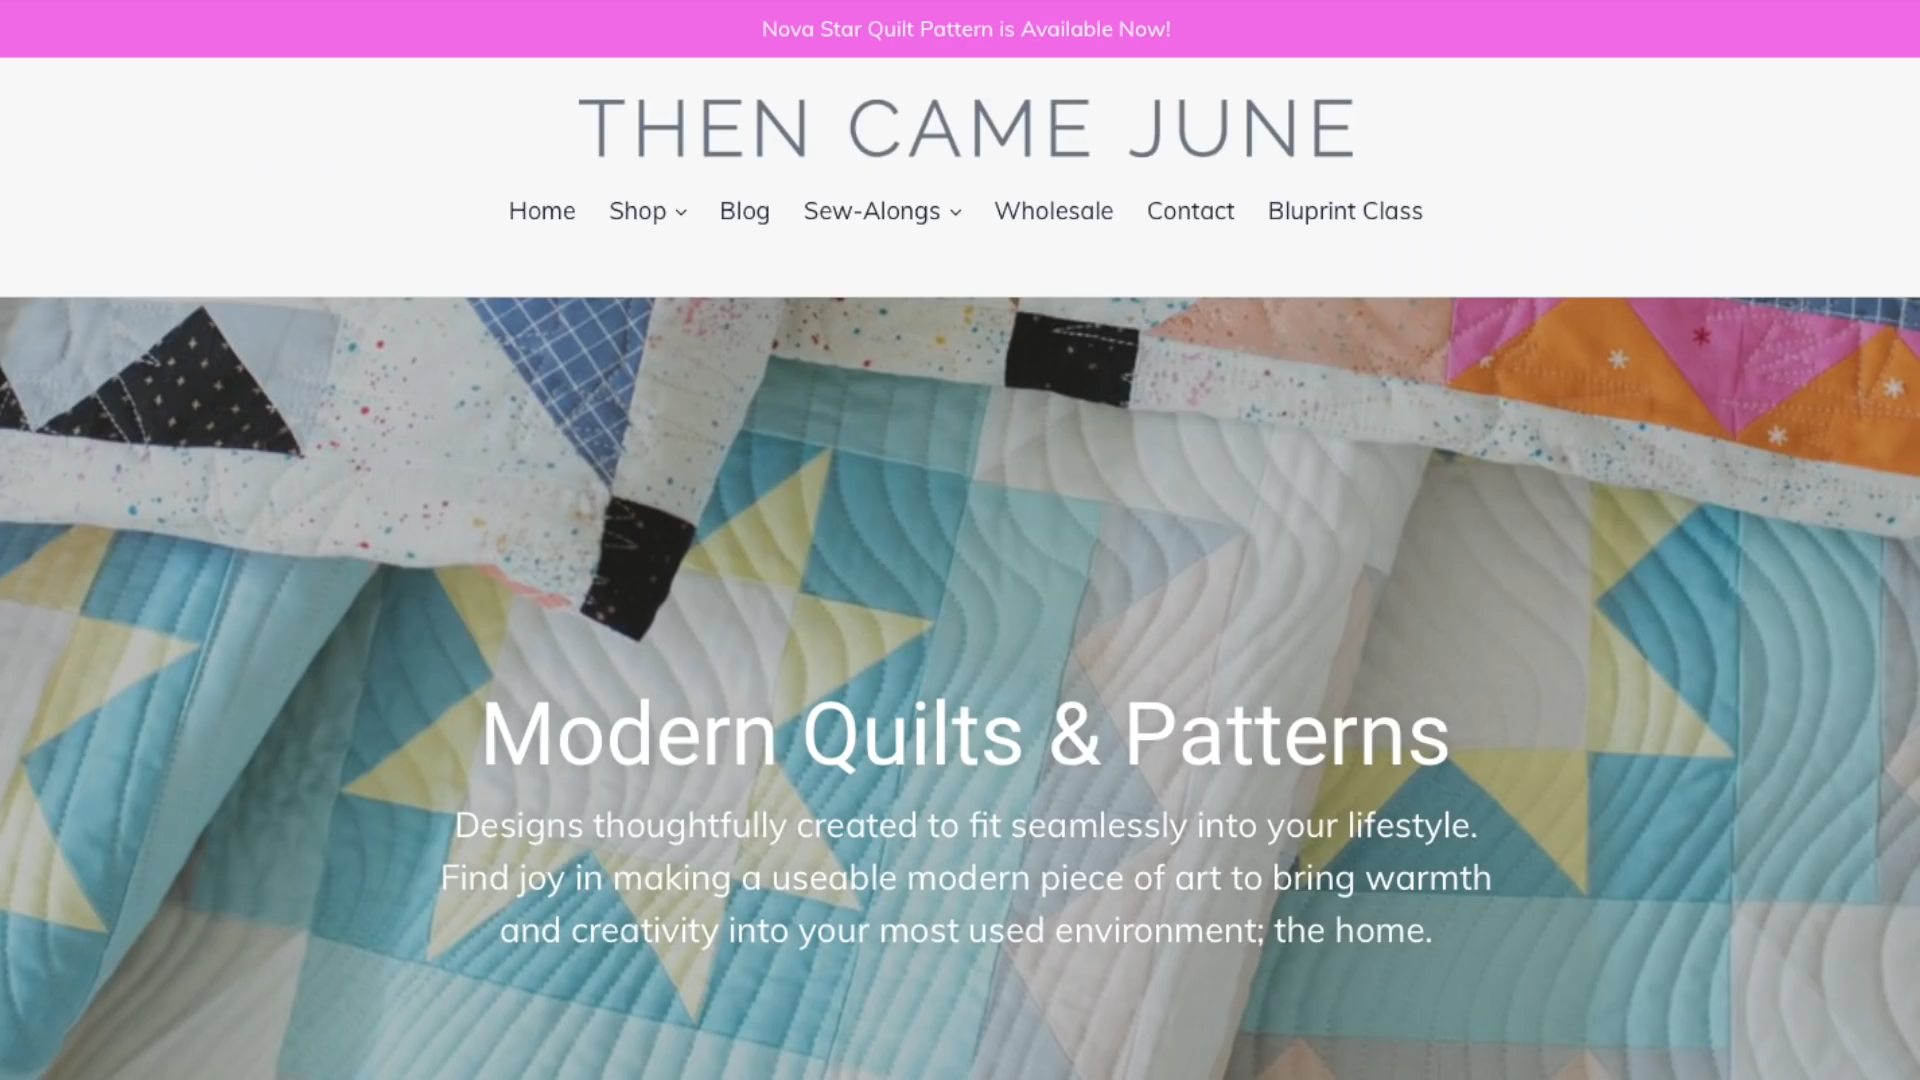 Nova Star Quilt Pattern is Available Now!
THEN CAME JUNE
Home Shop Blog Sew-Alongs Wholesale Contact Bluprint Class
Modern Quilts & Patterns
Designs thoughtfully created to fit seamlessly into your lifestyle.
Find joy in making a useable modern piece of art to bring warmth
and creativity into your most used environment; the home.